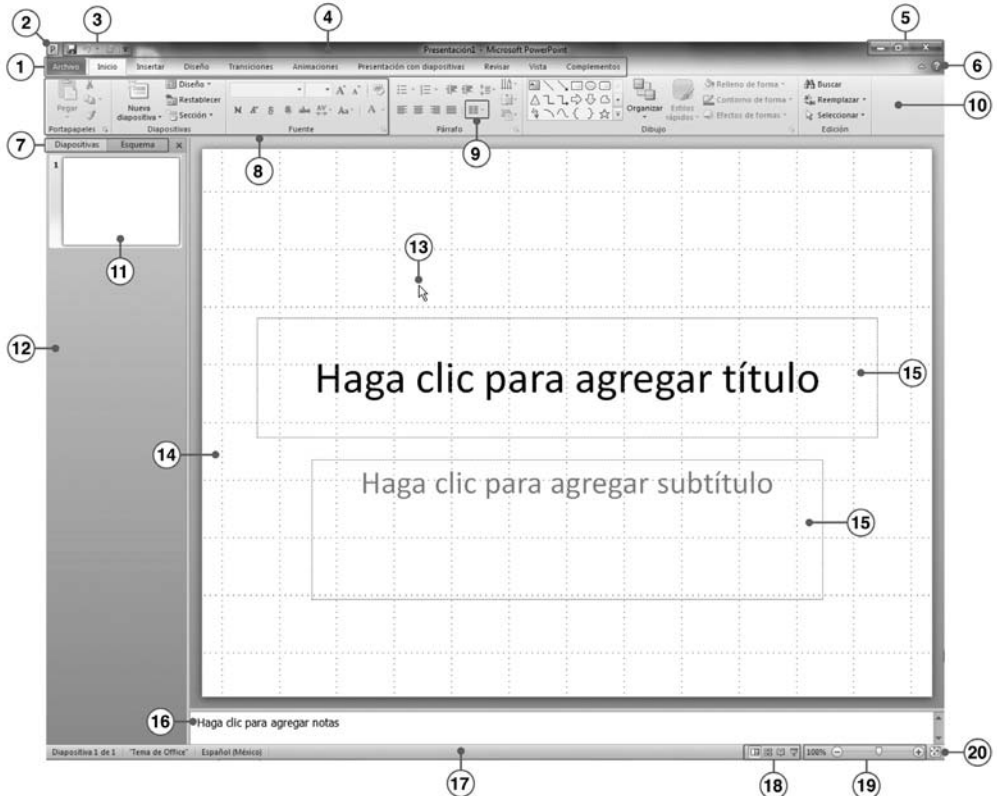 2
3
4
5
P
Presentación1 - Microsoft PowerPoint
1
Archivo Inicio Insertar Diseño Transiciones Animaciones Presentación con diapositivas Revisar Vista Complementos
6
Pegar
Nueva diapositiva
Diseño
Restablecer
Sección
N K S S abc AV Aa A
Organizar
Estilos rápidos
Relleno de forma
Contorno de forma
Efectos de formas
Buscar
Reemplazar
Seleccionar
10
Portapapeles Diapositivas Fuente Párrafo Dibujo Edición
7
Diapositivas Esquema
8
9
1
11
13
12
Haga clic para agregar título
15
14
Haga clic para agregar subtítulo
15
16
Haga clic para agregar notas
Diapositiva 1 de 1 "Tema de Office" Español (México)
100%
20
17
18
19